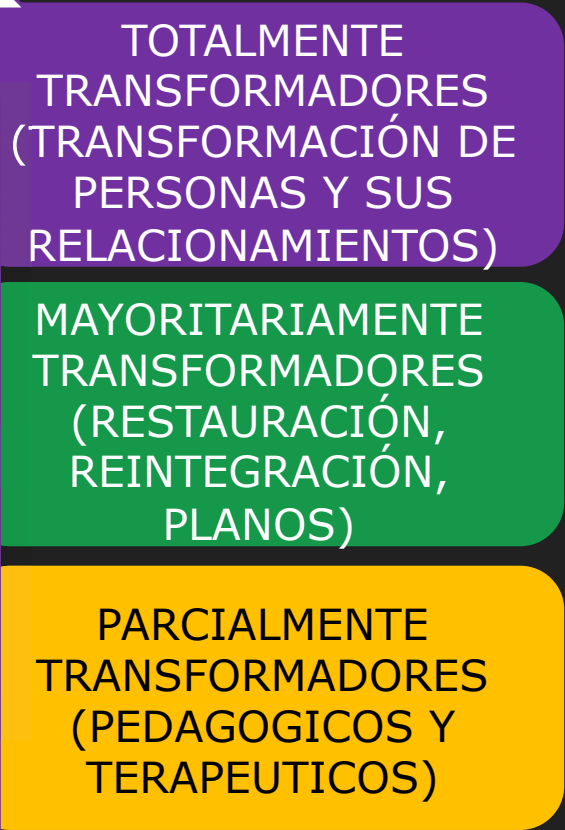 TOTALMENTE
TRANSFORMADORES
(TRANSFORMACIÓN DE
PERSONAS Y SUS
RELACIONAMIENTOS)
MAYORITARIAMENTE
TRANSFORMADORES
(RESTAURACIÓN,
REINTEGRACIÓN,
PLANOS)
PARCIALMENTE
TRANSFORMADORES
(PEDAGOGICOS Y
TERAPEUTICOS)